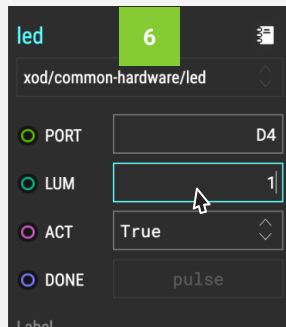 led
6
xod/common-hardware/led
PORT
D4
LUM
1
ACT
True
DONE
pulse
Label